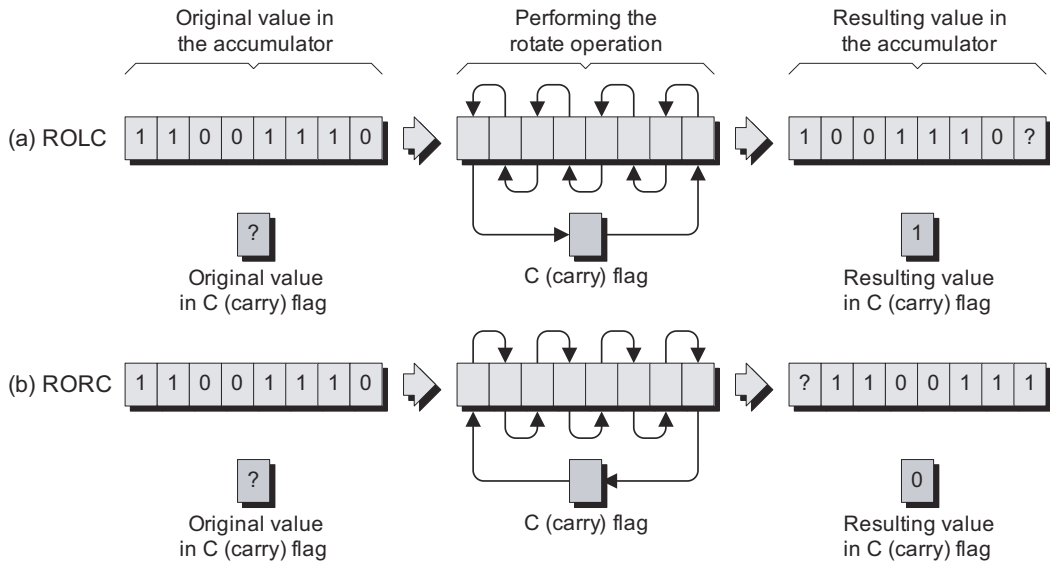 Original value in
the accumulator
Performing the
rotate operation
Resulting value in
the accumulator
(a) ROLC
1 1 0 0 1 1 1 0
1 0 0 1 1 1 0 ?
?
Original value
in C (carry) flag
C (carry) flag
1
Resulting value
in C (carry) flag
(b) RORC
1 1 0 0 1 1 1 0
? 1 1 0 0 1 1 1
?
Original value
in C (carry) flag
C (carry) flag
0
Resulting value
in C (carry) flag